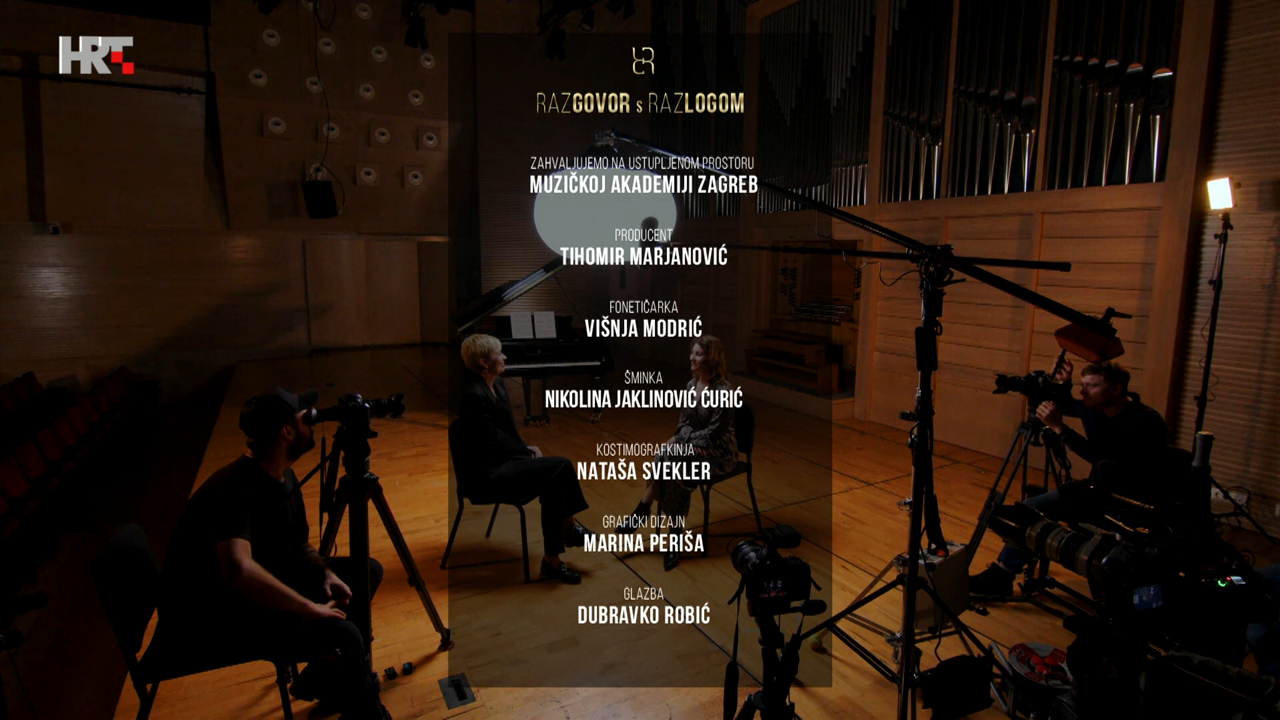 HRT
RAZGOVOR s RAZLOGOM
ZAHVALJUJEMO NA USTUPLJENOM PROSTORU
MUZIČKOJ AKADEMIJI ZAGREB
PRODUCENT
TIHOMIR MARJANOVIĆ
FONETIČARKA
VIŠNJA MODRIĆ
ŠMINKA
NIKOLINA JAKLINOVIĆ ĆURIĆ
KOSTIMOGRAFKINJA
NATAŠA SVEKLER
GRAFIČKI DIZAJN
MARINA PERIŠA
GLAZBA
DUBRAVKO ROBIĆ